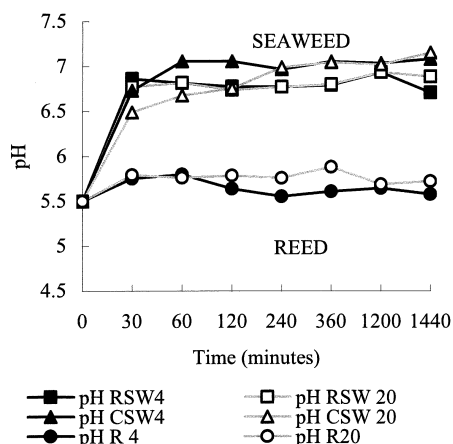 7.5
SEAWEED
7
6.5
pH
6
5.5
5
REED
4.5
0 30 60 120 240 360 1200 1440
Time (minutes)
pH RSW4 pH RSW 20
pH CSW4 pH CSW 20
pH R 4 pH R20